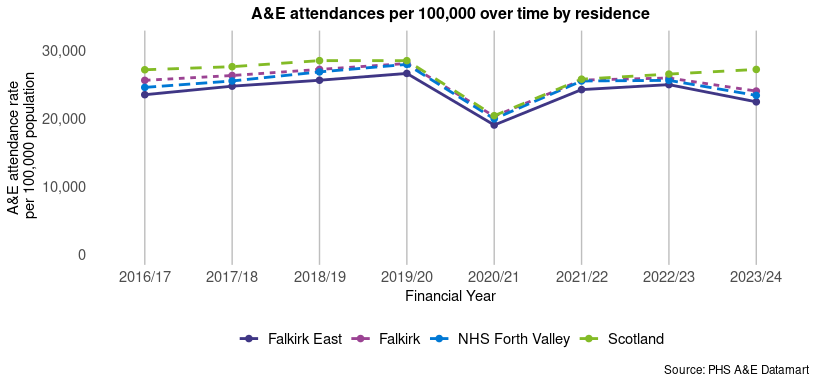 A&E attendances per 100,000 over time by residence
A&E attendance rate
per 100,000 population
30,000
20,000
10,000
0
2016/17 2017/18 2018/19 2019/20 2020/21 2021/22 2022/23 2023/24
Financial Year
Falkirk East Falkirk NHS Forth Valley Scotland
Source: PHS A&E Datamart